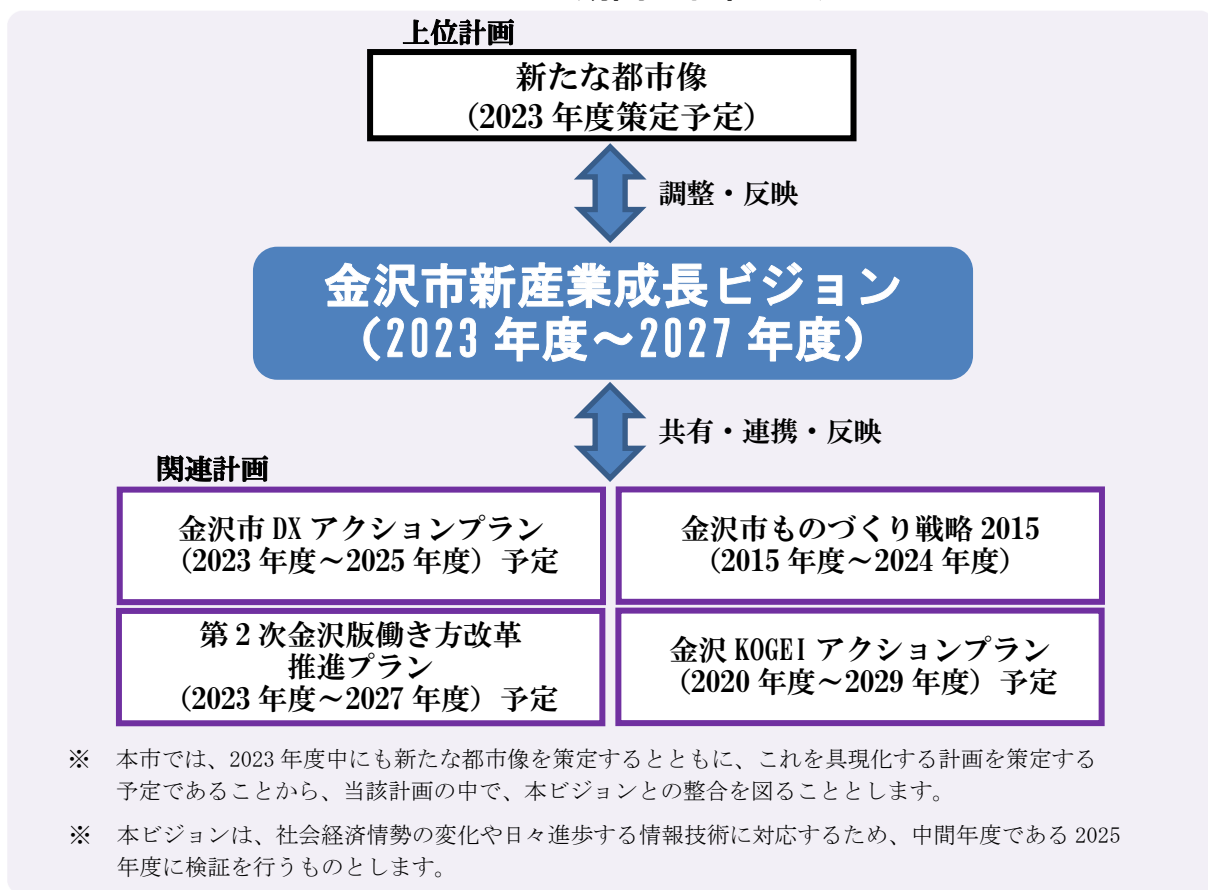 上位計画
新たな都市像
（2023 年度策定予定）
調整・反映
金沢市新産業成長ビジョン
（2023 年度～2027 年度）
共有・連携・反映
関連計画
金沢市 DX アクションプラン
（2023 年度～2025 年度）予定
金沢市ものづくり戦略 2015
（2015 年度～2024 年度）
第２次金沢版働き方改革
推進プラン
（2023 年度～2027 年度）予定
金沢 KOGEI アクションプラン
（2020 年度～2029 年度）予定
※　本市では、2023 年度中にも新たな都市像を策定するとともに、これを具現化する計画を策定する
予定であることから、当該計画の中で、本ビジョンとの整合を図ることとします。
※　本ビジョンは、社会経済情勢の変化や日々進歩する情報技術に対応するため、中間年度である 2025
年度に検証を行うものとします。